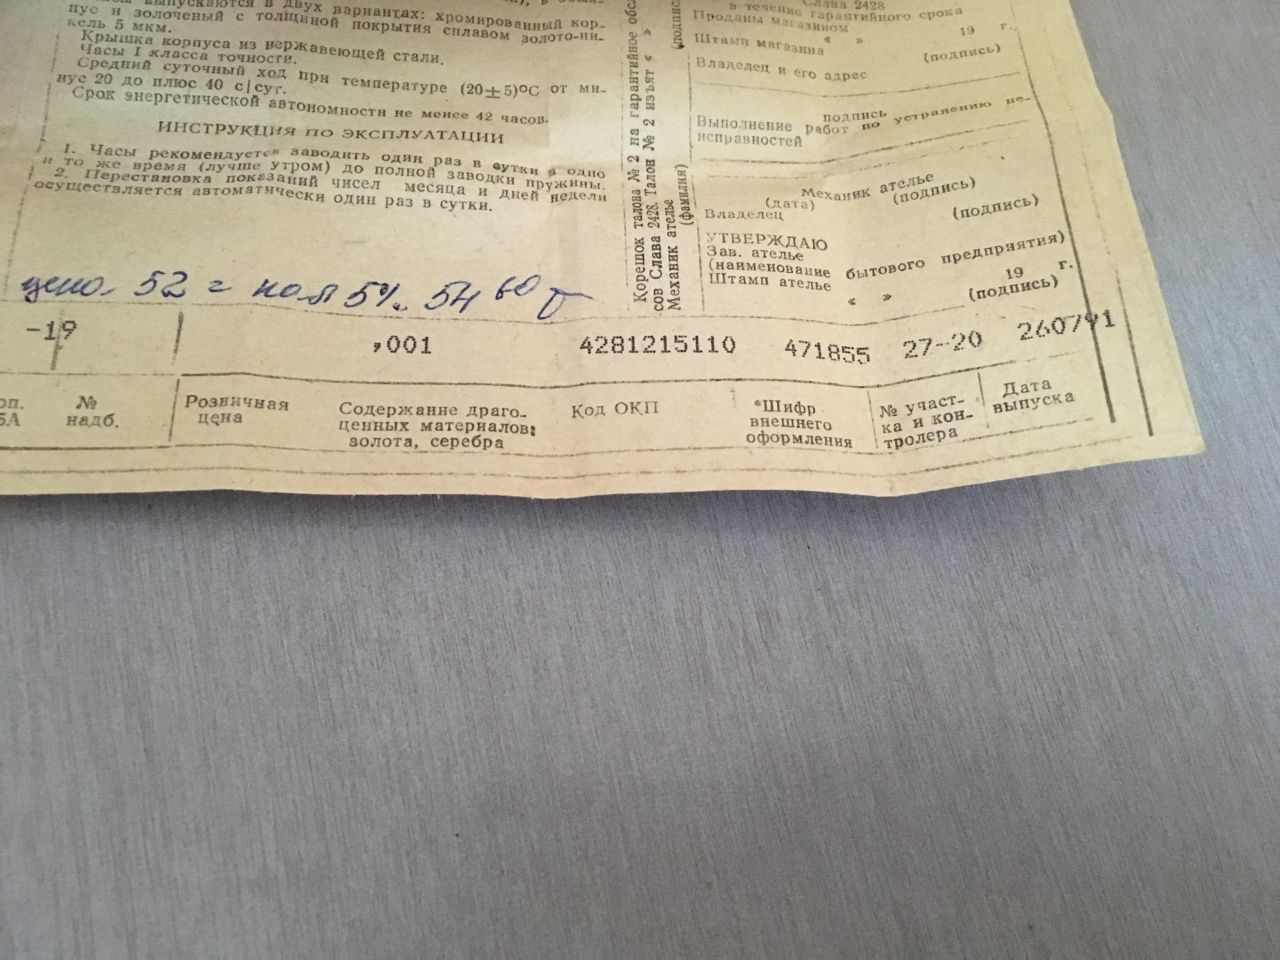 выпускаются в двух вариантах: хромированный кор-
пус и золоченый с толщиной покрытия сплавом золото-ни-
кель 5 мкм.
Крышка корпуса из нержавеющей стали.
Часы I класса точности.
Средний суточный ход при температуре (20±5)°С от ми-
нус 20 до плюс 40 с/сут.
Срок энергетической автономности не менее 42 часов.
ИНСТРУКЦИЯ ПО ЭКСПЛУАТАЦИИ
1. Часы рекомендуется заводить один раз в сутки в одно
и то же время (лучше утром) до полной заводки пружины.
2. Перестановка показаний чисел месяца и дней недели
осуществляется автоматически один раз в сутки.
цена 52= нал 5% 54 60
Корешок талона № 2 на гарантийное обс
сов Слава 2428. Талон № 2 изъят « »
Механик ателье
(фамилия) (подпис
Слава 2428
в течение гарантийного срока
Проданы магазином
« » 19 г.
Штамп магазина
(подпись)
Владелец и его адрес
подпись
Выполнение работ по устранению не-
исправностей
Механик ателье
(дата) (подпись)
Владелец
(подпись)
УТВЕРЖДАЮ
Зав. ателье
(наименование бытового предприятия)
Штамп ателье
« » 19 г.
(подпись)
-19 ,001 4281215110 471855 27-20 260791
оп. № Розничная Содержание драго- Код ОКП *Шифр № участ- Дата
5А надб. цена ценных материалов: внешнего ка и кон- выпуска
золота, серебра оформления тролера